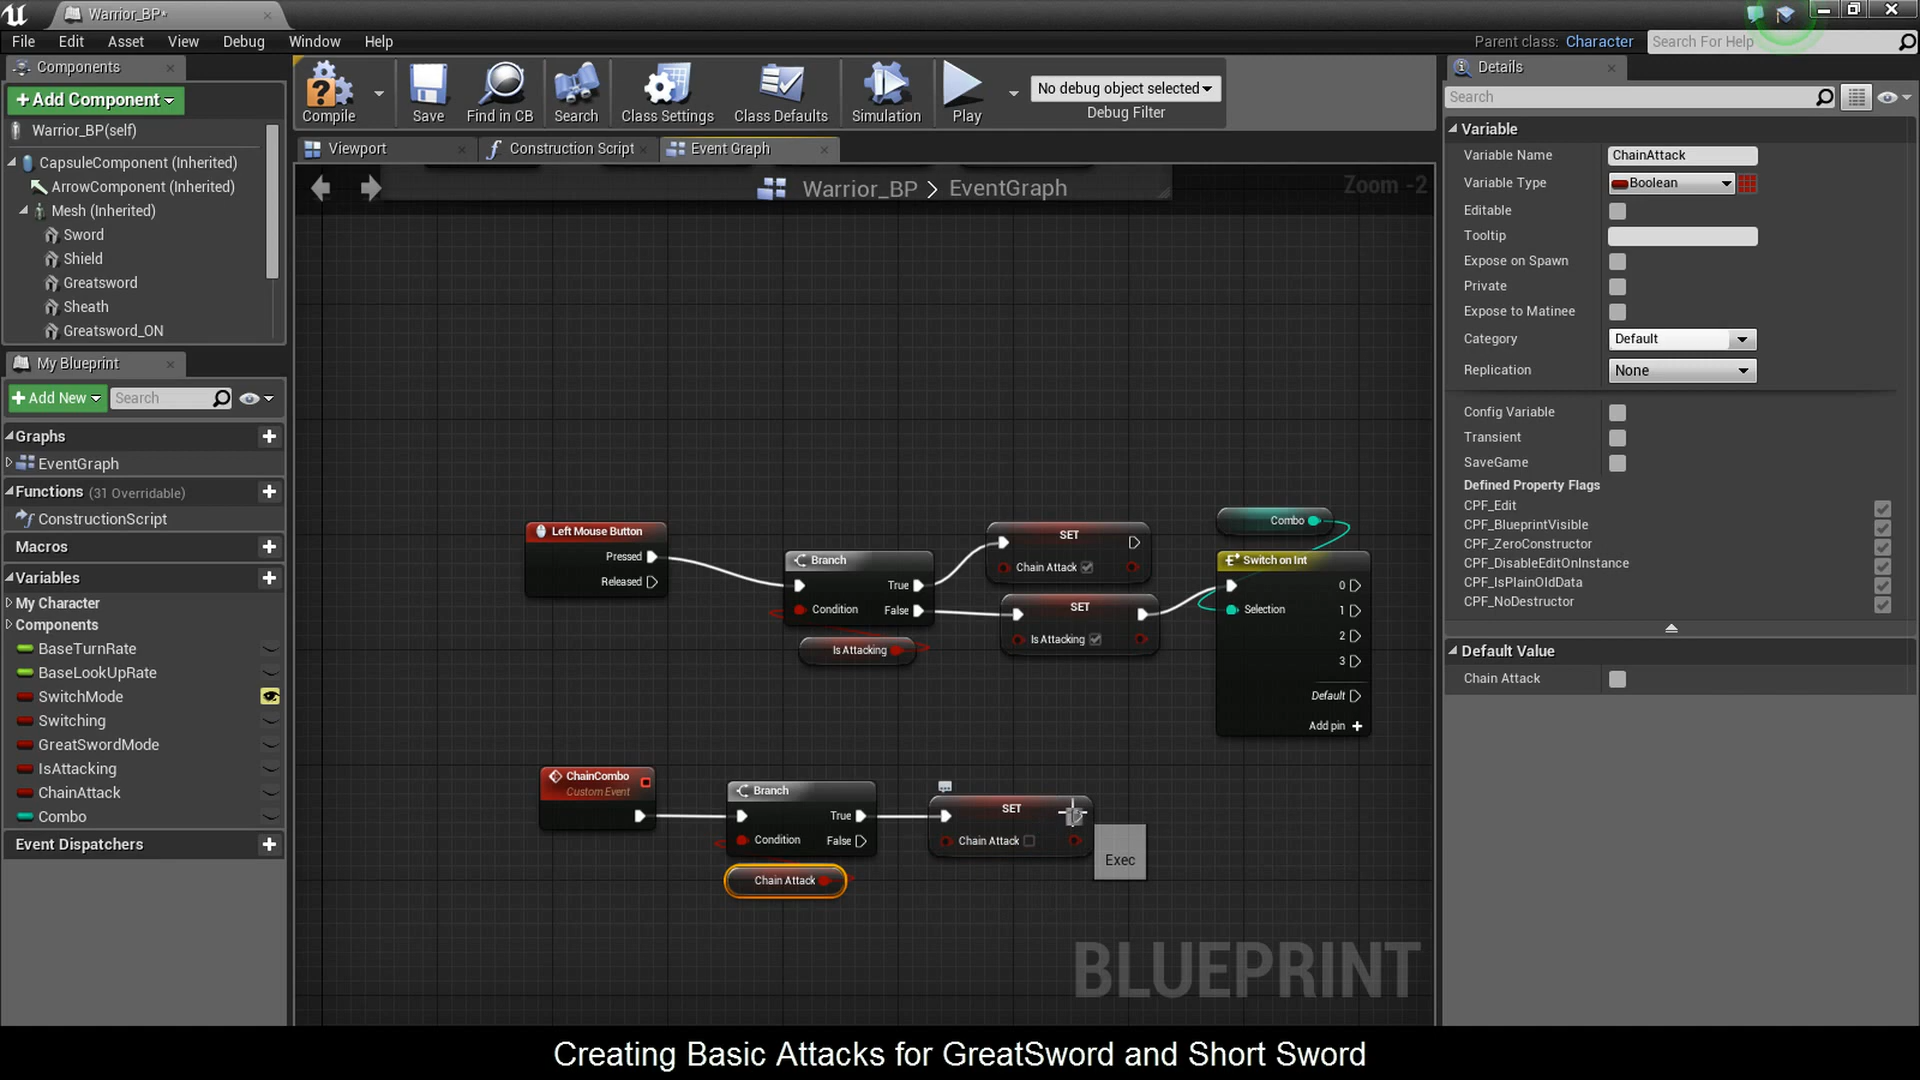 Warrior_BP*
File Edit Asset View Debug Window Help
Parent class: Character Search For Help
Components
+Add Component
Warrior_BP(self)
CapsuleComponent (Inherited)
ArrowComponent (Inherited)
Mesh (Inherited)
Sword
Shield
Greatsword
Sheath
Greatsword_ON
My Blueprint
+ Add New Search
Graphs
EventGraph
Functions (31 Overridable)
ConstructionScript
Macros
Variables
My Character
Components
BaseTurnRate
BaseLookUpRate
SwitchMode
Switching
GreatSwordMode
IsAttacking
ChainAttack
Combo
Event Dispatchers
Compile Save Find in CB Search Class Settings Class Defaults Simulation Play
No debug object selected
Debug Filter
Viewport Construction Script Event Graph
Warrior_BP > EventGraph
Zoom -2
Left Mouse Button
Pressed
Released
Branch
True
Condition False
Is Attacking
SET
Chain Attack
SET
Is Attacking
Combo
Switch on Int
0
Selection 1
2
3
Default
Add pin +
ChainCombo
Custom Event
Branch
True
Condition False
Chain Attack
SET
Chain Attack
Exec
BLUEPRINT
Details
Search
Variable
Variable Name ChainAttack
Variable Type Boolean
Editable
Tooltip
Expose on Spawn
Private
Expose to Matinee
Category Default
Replication None
Config Variable
Transient
SaveGame
Defined Property Flags
CPF_Edit
CPF_BlueprintVisible
CPF_ZeroConstructor
CPF_DisableEditOnInstance
CPF_IsPlainOldData
CPF_NoDestructor
Default Value
Chain Attack
Creating Basic Attacks for GreatSword and Short Sword